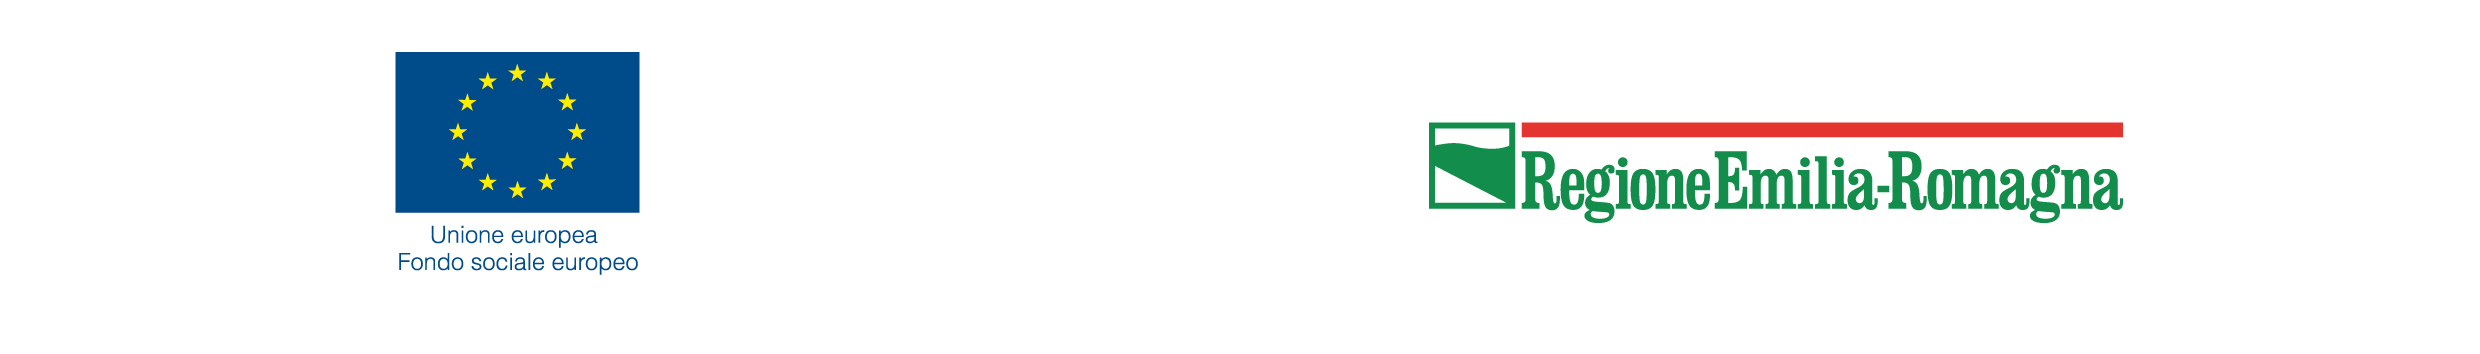 Unione europea
Fondo sociale europeo
RegioneEmilia-Romagna